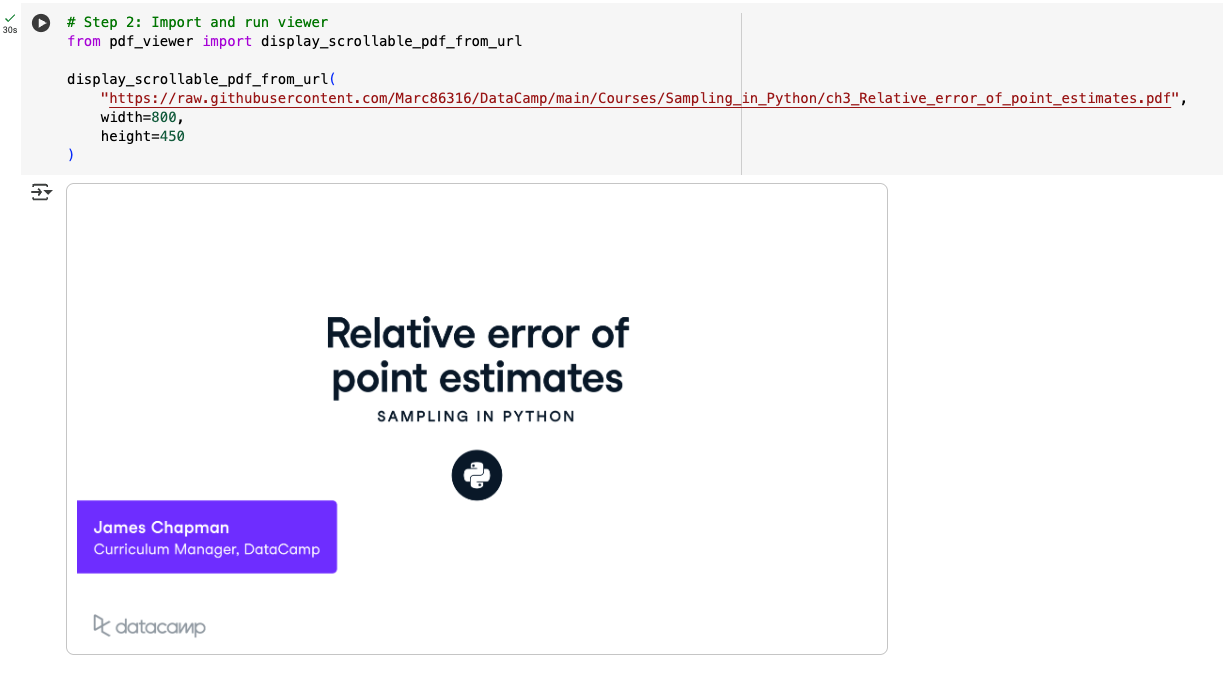 # Step 2: Import and run viewer
30s
from pdf_viewer import display_scrollable_pdf_from_url
display_scrollable_pdf_from_url(
"https://raw.githubusercontent.com/Marc86316/DataCamp/main/Courses/Sampling_in_Python/ch3_Relative_error_of_point_estimates.pdf",
width=800,
height=450
)
Relative error of
point estimates
SAMPLING IN PYTHON
James Chapman
Curriculum Manager, DataCamp
datacamp